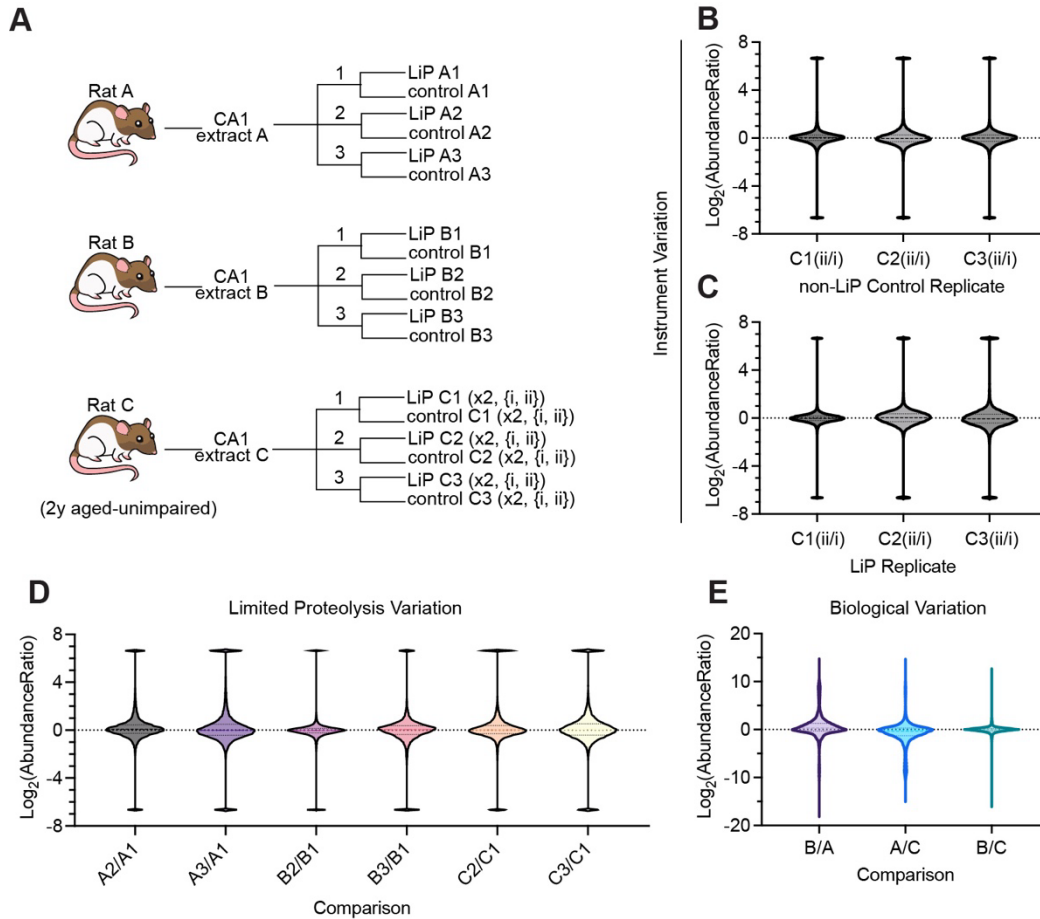 A
Rat A
CA1
extract A
1
LiP A1
control A1
2
LiP A2
control A2
3
LiP A3
control A3
Rat B
CA1
extract B
1
LiP B1
control B1
2
LiP B2
control B2
3
LiP B3
control B3
Rat C
CA1
extract C
(2y aged-unimpaired)
1
LiP C1 (x2, {i, ii})
control C1 (x2, {i, ii})
2
LiP C2 (x2, {i, ii})
control C2 (x2, {i, ii})
3
LiP C3 (x2, {i, ii})
control C3 (x2, {i, ii})
Instrument Variation
B
Log2(AbundanceRatio)
8
4
0
-4
-8
C1(ii/i) C2(ii/i) C3(ii/i)
non-LiP Control Replicate
C
Log2(AbundanceRatio)
8
4
0
-4
-8
C1(ii/i) C2(ii/i) C3(ii/i)
LiP Replicate
D
Limited Proteolysis Variation
Log2(AbundanceRatio)
8
4
0
-4
-8
A2/A1 A3/A1 B2/B1 B3/B1 C2/C1 C3/C1
Comparison
E
Biological Variation
Log2(AbundanceRatio)
20
10
0
-10
-20
B/A A/C B/C
Comparison